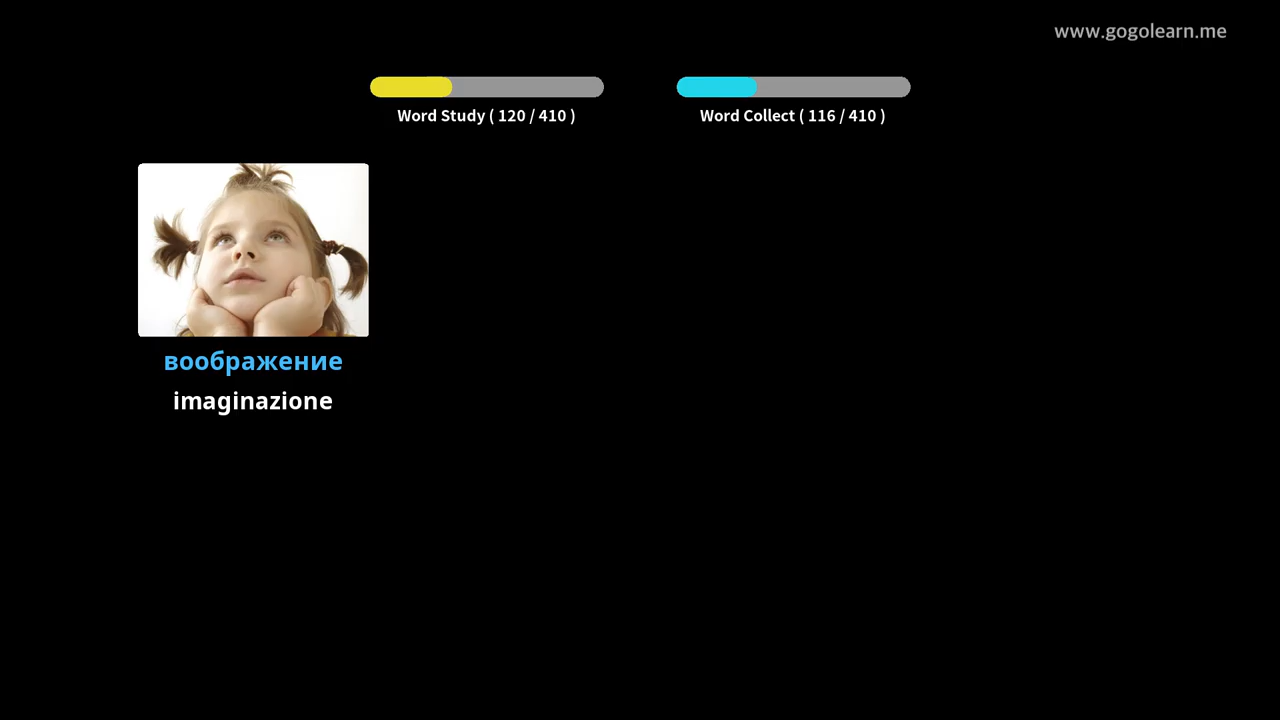 www.gogolearn.me
Word Study ( 120 / 410 )
Word Collect ( 116 / 410 )
воображение
imaginazione